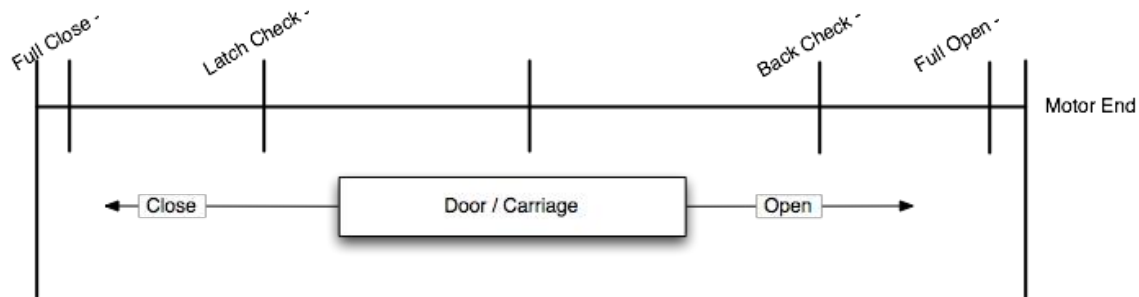 Full Close -
Latch Check -
Back Check -
Full Open -
Motor End
Close
Door / Carriage
Open